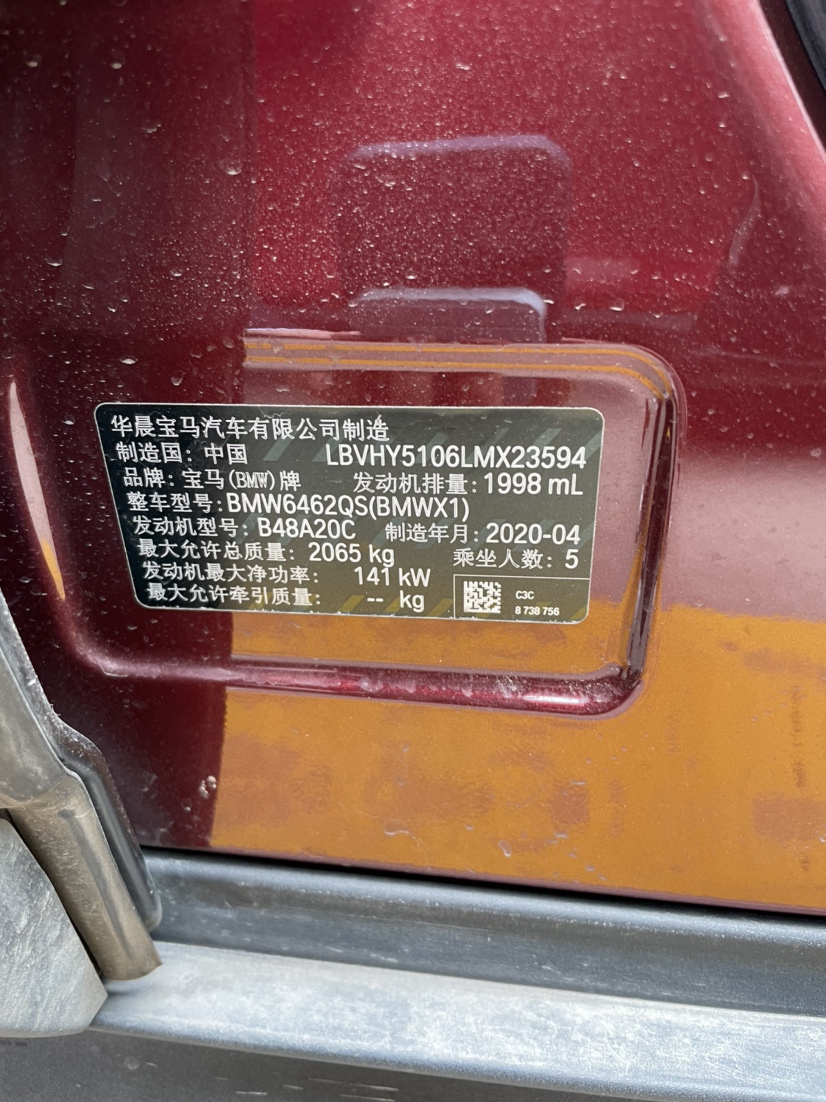 华晨宝马汽车有限公司制造
制造国: 中国 LBVHY5106LMX23594
品牌: 宝马(BMW)牌 发动机排量: 1998 mL
整车型号: BMW6462QS(BMWX1)
发动机型号: B48A20C 制造年月: 2020-04
最大允许总质量: 2065 kg 乘坐人数: 5
发动机最大净功率: 141 kW
最大允许牵引质量: -- kg
C3C
8 738 756